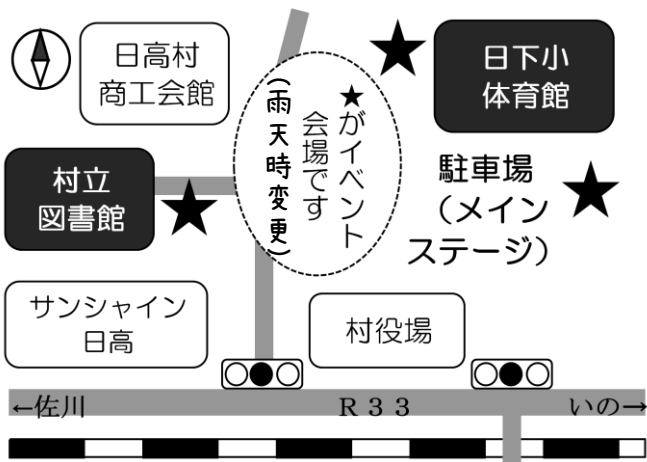 日高村
商工会館
日下小
体育館
★がイベント
会場です
(雨天時変更)
村立
図書館
駐車場
(メイン
ステージ)
サンシャイン
日高
村役場
←佐川
R33
いの→